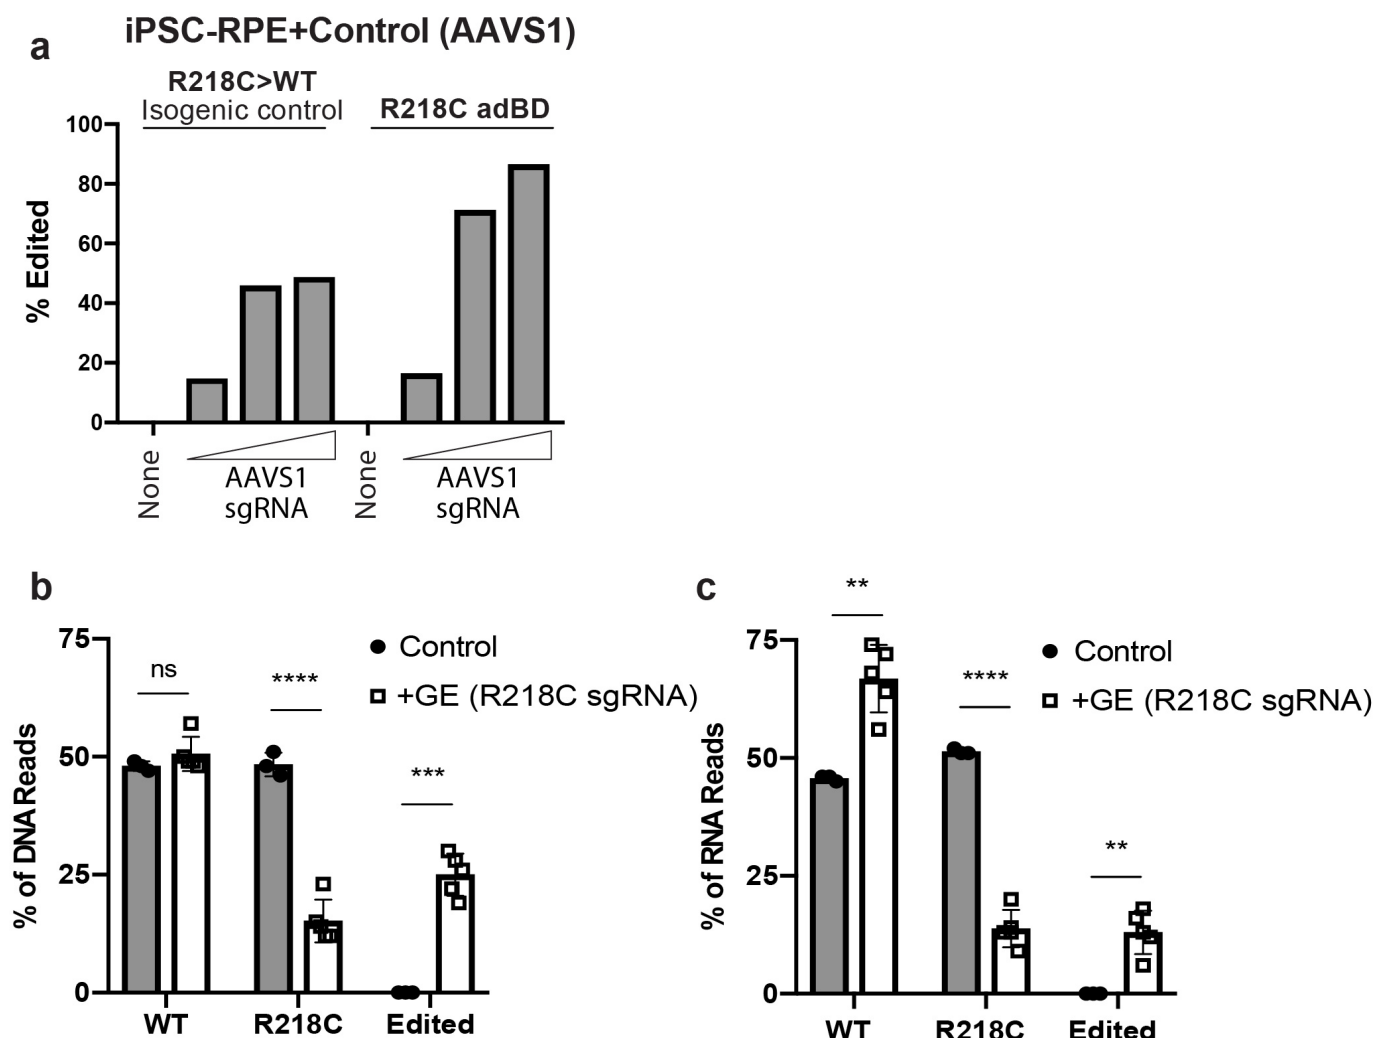 a
iPSC-RPE+Control (AAVS1)
R218C>WT
Isogenic control
R218C adBD
% Edited
100
80
60
40
20
0
None
AAVS1
sgRNA
None
AAVS1
sgRNA
b
% of DNA Reads
75
50
25
0
ns
****
***
Control
+GE (R218C sgRNA)
WT
R218C
Edited
c
% of RNA Reads
75
50
25
0
**
****
**
Control
+GE (R218C sgRNA)
WT
R218C
Edited